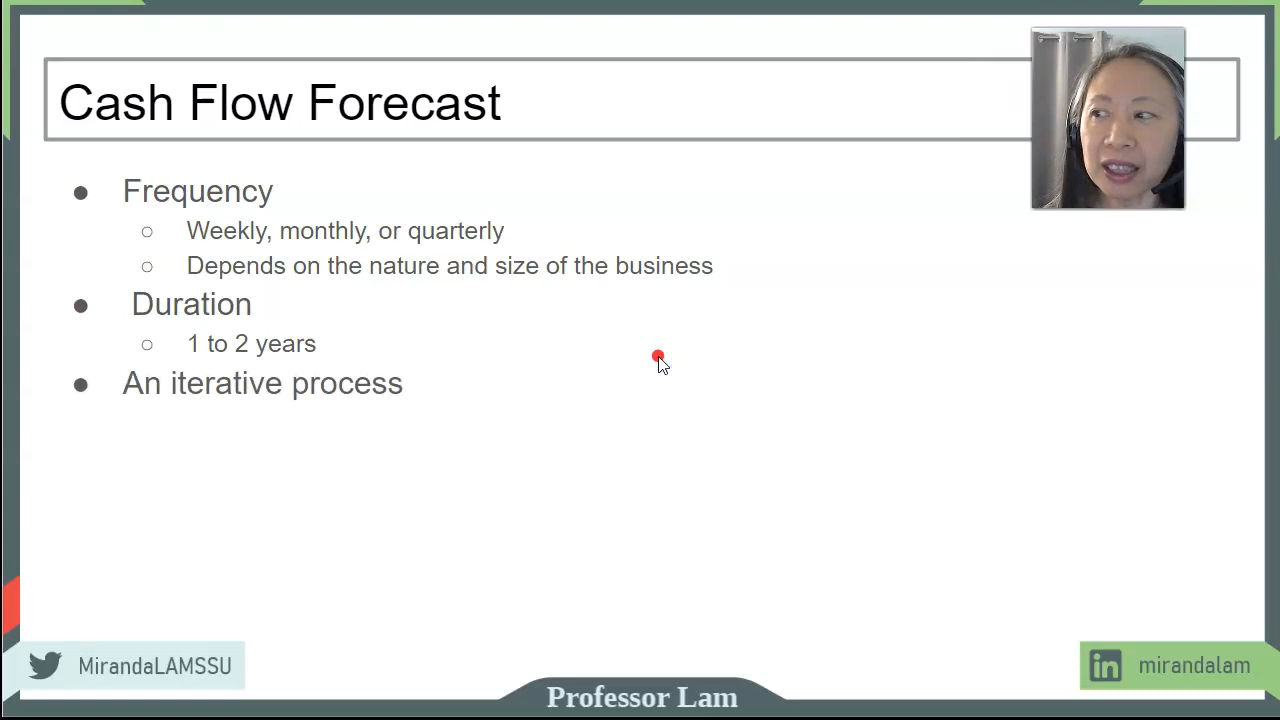 Cash Flow Forecast
● Frequency
○ Weekly, monthly, or quarterly
○ Depends on the nature and size of the business
● Duration
○ 1 to 2 years
● An iterative process
MirandaLAMSSU
in mirandalam
Professor Lam